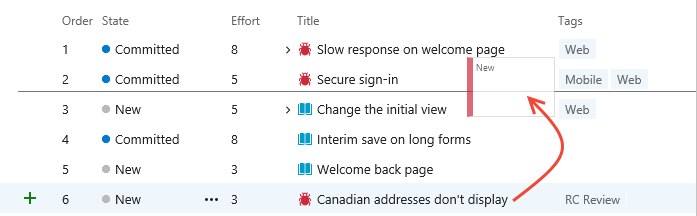 Order State Effort Title Tags
1 Committed 8 Slow response on welcome page Web
2 Committed 5 Secure sign-in New Mobile Web
3 New 5 Change the initial view Web
4 Committed 8 Interim save on long forms
5 New 3 Welcome back page
6 New 3 Canadian addresses don't display RC Review